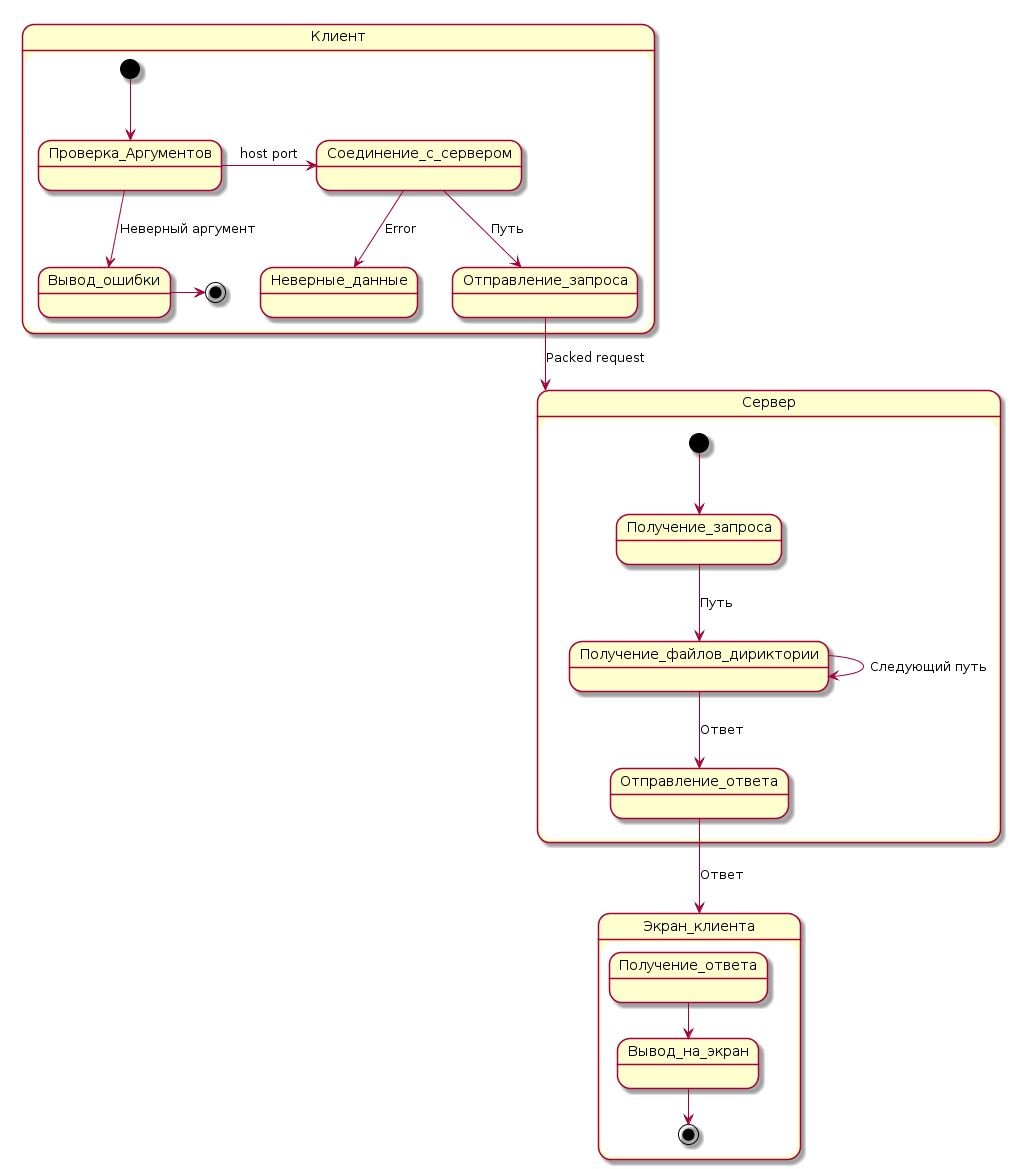 Клиент
Проверка_Аргументов
host port
Соединение_с_сервером
Неверный аргумент
Error
Путь
Вывод_ошибки
Неверные_данные
Отправление_запроса
Packed request
Сервер
Получение_запроса
Путь
Получение_файлов_дириктории
Следующий путь
Ответ
Отправление_ответа
Ответ
Экран_клиента
Получение_ответа
Вывод_на_экран